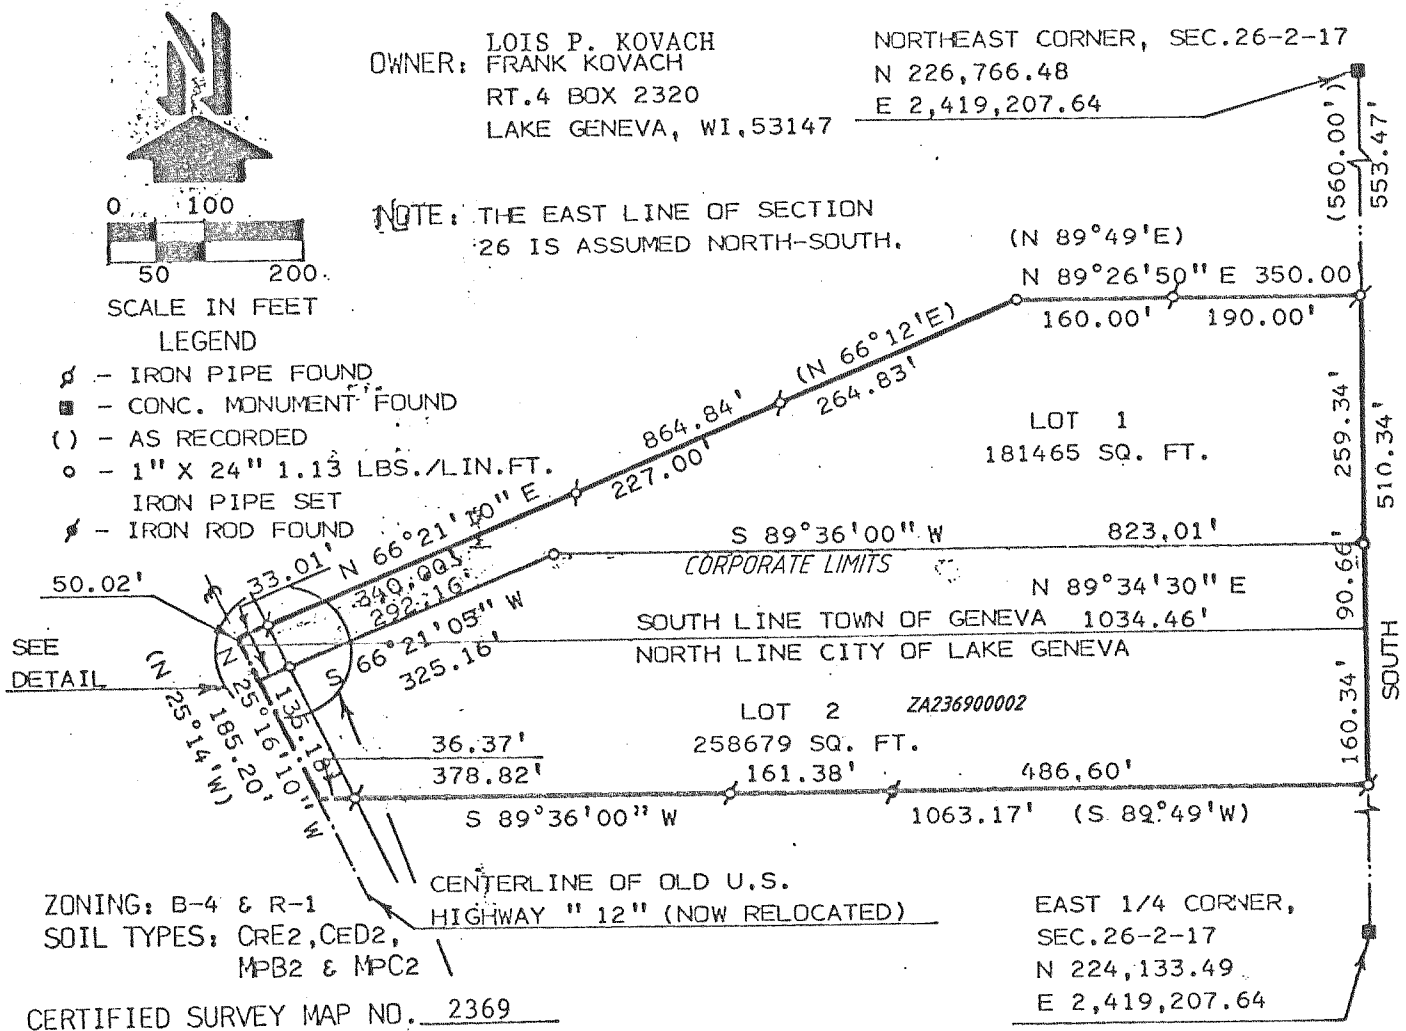 LOIS P. KOVACH
OWNER: FRANK KOVACH
RT.4 BOX 2320
LAKE GENEVA, WI,53147
NORTHEAST CORNER, SEC.26-2-17
N 226,766.48
E 2,419,207.64
(560.00')
553.47'
N
0 100
50 200
SCALE IN FEET
NOTE: THE EAST LINE OF SECTION
26 IS ASSUMED NORTH-SOUTH.
LEGEND
- IRON PIPE FOUND
- CONC. MONUMENT FOUND
() - AS RECORDED
- 1" X 24" 1.13 LBS./LIN.FT.
IRON PIPE SET
- IRON ROD FOUND
(N 89°49'E)
N 89°26'50" E 350.00
160.00' 190.00'
(N 66°12'E)
264.83'
864.84'
227.00'
N 66°21'10" E
340.00'
33.01'
50.02'
292.16'
S 66°21'05" W
325.16'
LOT 1
181465 SQ. FT.
259.34'
510.34'
S 89°36'00" W 823.01'
CORPORATE LIMITS
N 89°34'30" E
SOUTH LINE TOWN OF GENEVA 1034.46'
NORTH LINE CITY OF LAKE GENEVA
90.66'
160.34'
SOUTH
SEE
DETAIL
N 25°16'10" W
185.20'
(N 25°14'W)
135.18'
LOT 2 ZA236900002
258679 SQ. FT.
36.37'
378.82' 161.38' 486.60'
S 89°36'00" W 1063.17' (S 89°49'W)
CENTERLINE OF OLD U.S.
HIGHWAY "12" (NOW RELOCATED)
ZONING: B-4 & R-1
SOIL TYPES: CRE2,CED2,
MPB2 & MPC2
EAST 1/4 CORNER,
SEC.26-2-17
N 224,133.49
E 2,419,207.64
CERTIFIED SURVEY MAP NO. 2369